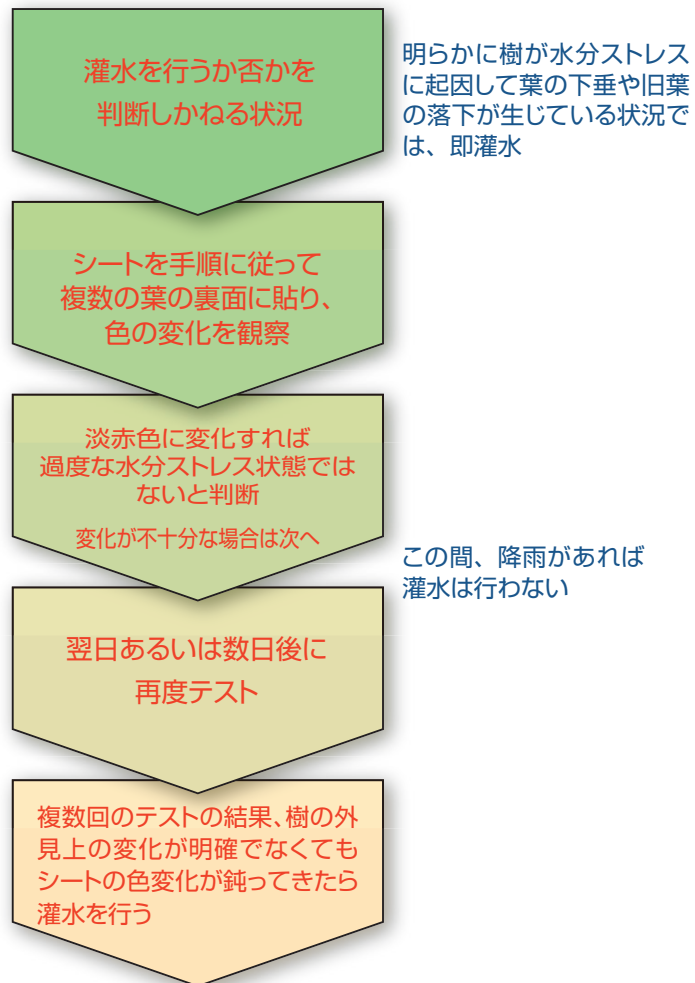 灌水を行うか否かを
判断しかねる状況
明らかに樹が水分ストレス
に起因して葉の下垂や旧葉
の落下が生じている状況で
は、即灌水
シートを手順に従って
複数の葉の裏面に貼り、
色の変化を観察
淡赤色に変化すれば
過度な水分ストレス状態では
ないと判断
変化が不十分な場合は次へ
この間、降雨があれば
灌水は行わない
翌日あるいは数日後に
再度テスト
複数回のテストの結果、樹の外
見上の変化が明確でなくても
シートの色変化が鈍ってきたら
灌水を行う